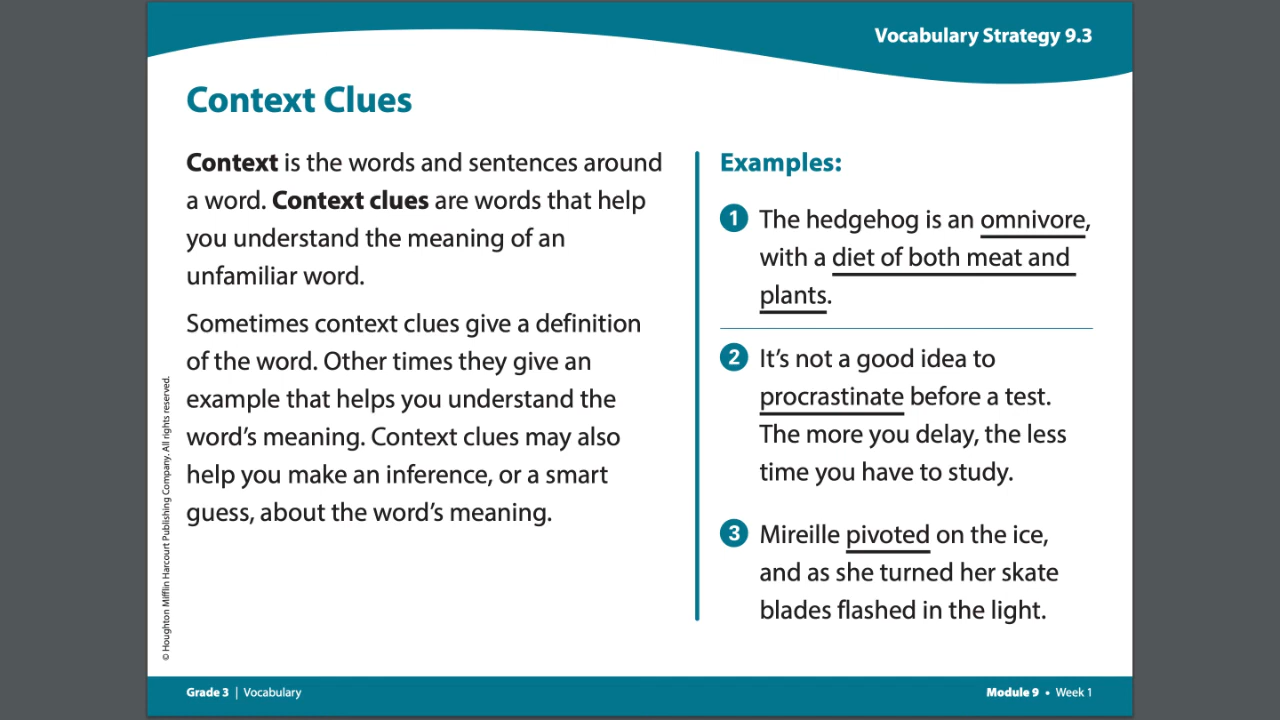 Vocabulary Strategy 9.3
Context Clues
Context is the words and sentences around
a word. Context clues are words that help
you understand the meaning of an
unfamiliar word.
Sometimes context clues give a definition
of the word. Other times they give an
example that helps you understand the
word’s meaning. Context clues may also
help you make an inference, or a smart
guess, about the word’s meaning.
Examples:
1 The hedgehog is an omnivore,
with a diet of both meat and
plants.
2 It’s not a good idea to
procrastinate before a test.
The more you delay, the less
time you have to study.
3 Mireille pivoted on the ice,
and as she turned her skate
blades flashed in the light.
© Houghton Mifflin Harcourt Publishing Company. All rights reserved.
Grade 3 | Vocabulary
Module 9 • Week 1